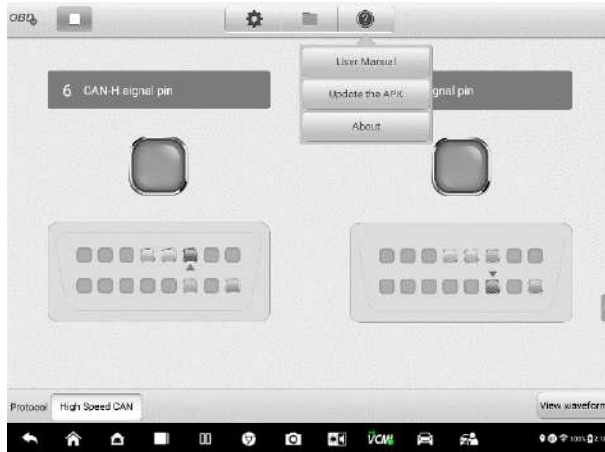 OBD
User Manual
6 CAN-H signal pin
gnal pin
Update the APK
About
Protocol High Speed CAN
View waveform
VCMI
100%